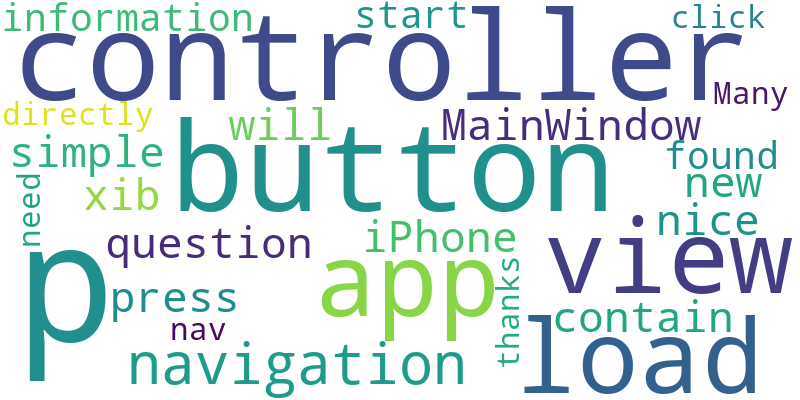 information
start
click
controller
Many
directly
will
MainWindow
button
simple
found
xib
new
need
nice
question
iPhone
view
p
app
thanks
press
contain
nav
load
navigation